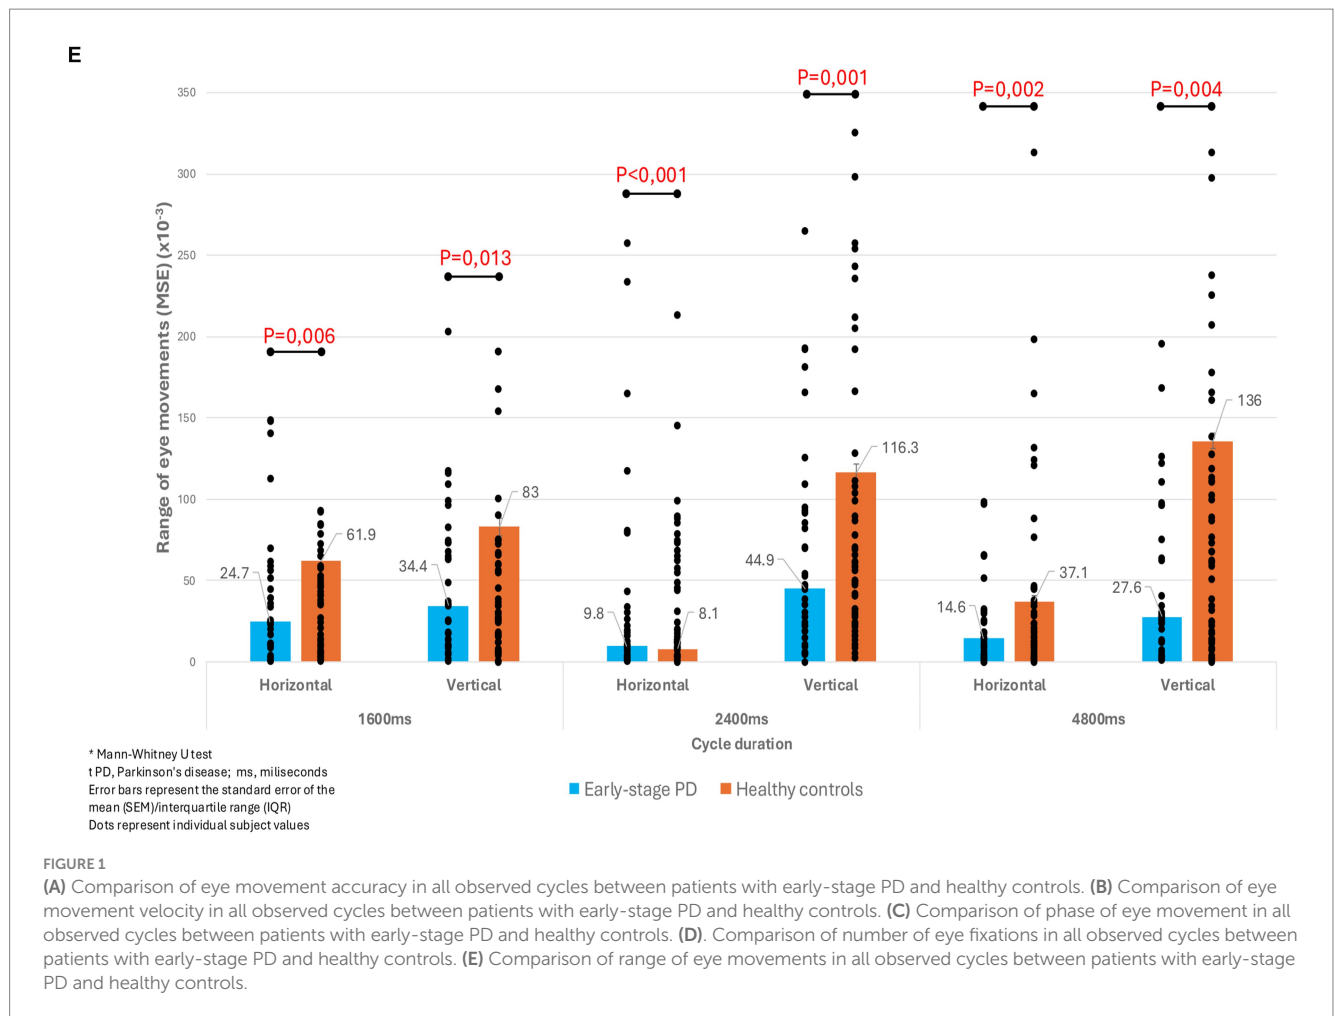 E
P=0,001
P=0,002
P=0,004
350
300
P<0,001
250
P=0,013
200
P=0,006
150
136
116.3
100
83
61.9
50
44.9
37.1
34.4
27.6
24.7
14.6
9.8
8.1
0
Range of eye movements (MSE) (x10-3)
Horizontal Vertical Horizontal Vertical Horizontal Vertical
1600ms 2400ms 4800ms
Cycle duration
* Mann-Whitney U test
t PD, Parkinson's disease; ms, miliseconds
Error bars represent the standard error of the
mean (SEM)/interquartile range (IQR)
Dots represent individual subject values
Early-stage PD Healthy controls
FIGURE 1
(A) Comparison of eye movement accuracy in all observed cycles between patients with early-stage PD and healthy controls. (B) Comparison of eye
movement velocity in all observed cycles between patients with early-stage PD and healthy controls. (C) Comparison of phase of eye movement in all
observed cycles between patients with early-stage PD and healthy controls. (D). Comparison of number of eye fixations in all observed cycles between
patients with early-stage PD and healthy controls. (E) Comparison of range of eye movements in all observed cycles between patients with early-stage
PD and healthy controls.